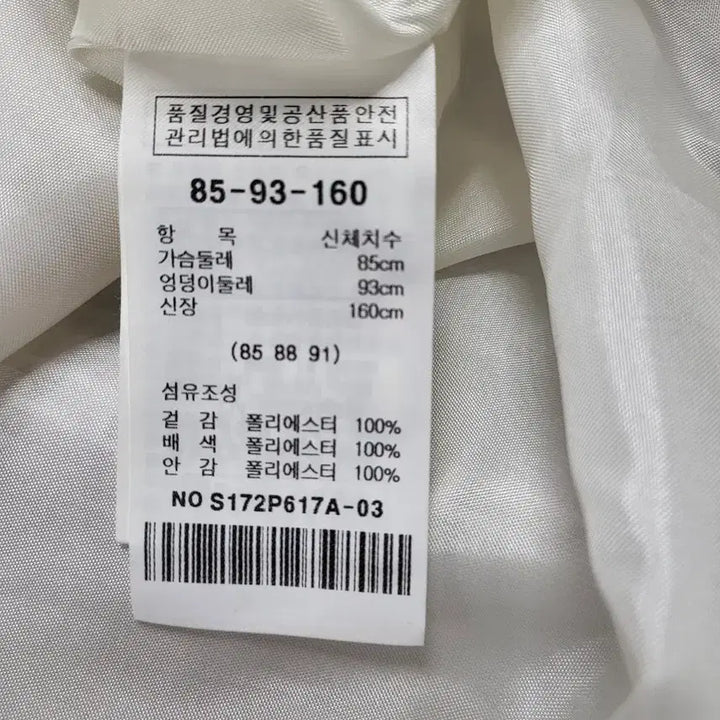 품질경영및공산품안전
관리법에의한품질표시
85-93-160
항 목 신체치수
가슴둘레 85cm
엉덩이둘레 93cm
신장 160cm
(85 88 91)
섬유조성
겉 감 폴리에스터 100%
배 색 폴리에스터 100%
안 감 폴리에스터 100%
NO S172P617A-03